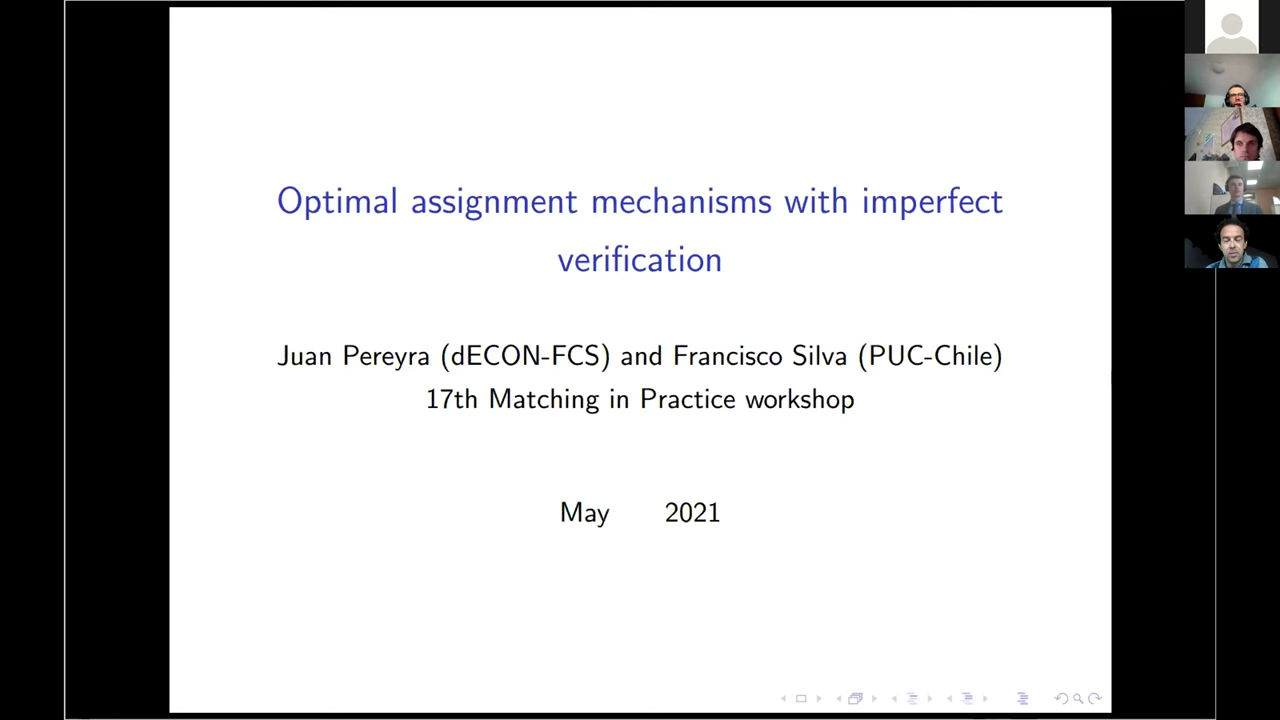 Optimal assignment mechanisms with imperfect
verification
Juan Pereyra (dECON-FCS) and Francisco Silva (PUC-Chile)
17th Matching in Practice workshop
May 2021